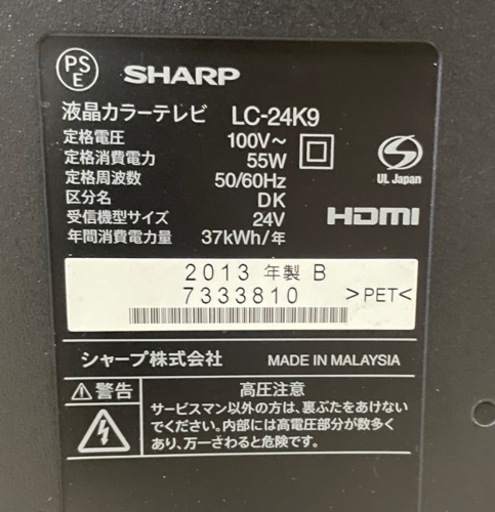 PS
E
SHARP
液晶カラーテレビ LC-24K9
定格電圧 100V~
定格消費電力 55W
定格周波数 50/60Hz
区分名 DK
受信機型サイズ 24V
年間消費電力量 37kWh/年
UL Japan
HDMI
2013 年製 B
7333810 >PET<
シャープ株式会社 MADE IN MALAYSIA
⚠警告 高圧注意
サービスマン以外の方は、裏ぶたをあけない
でください。内部には高電圧部分が数多く
あり、万一さわると危険です。